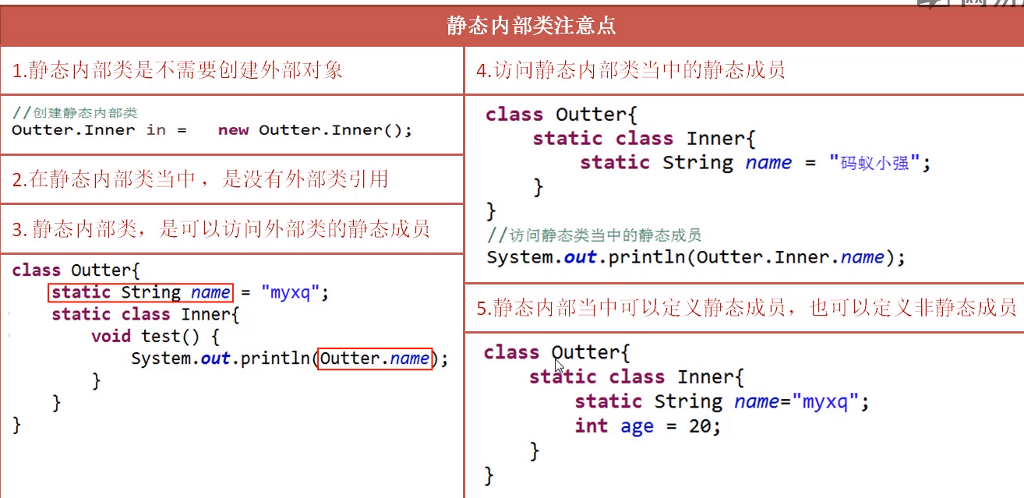 静态内部类注意点
1.静态内部类是不需要创建外部对象
//创建静态内部类
Outter.Inner in = new Outter.Inner();
2.在静态内部类当中，是没有外部类引用
3. 静态内部类，是可以访问外部类的静态成员
class Outter{
static String name = "myxq";
static class Inner{
void test() {
System.out.println(Outter.name);
}
}
}
4.访问静态内部类当中的静态成员
class Outter{
static class Inner{
static String name = "码蚁小强";
}
}
//访问静态类当中的静态成员
System.out.println(Outter.Inner.name);
5.静态内部当中可以定义静态成员，也可以定义非静态成员
class Outter{
static class Inner{
static String name="myxq";
int age = 20;
}
}